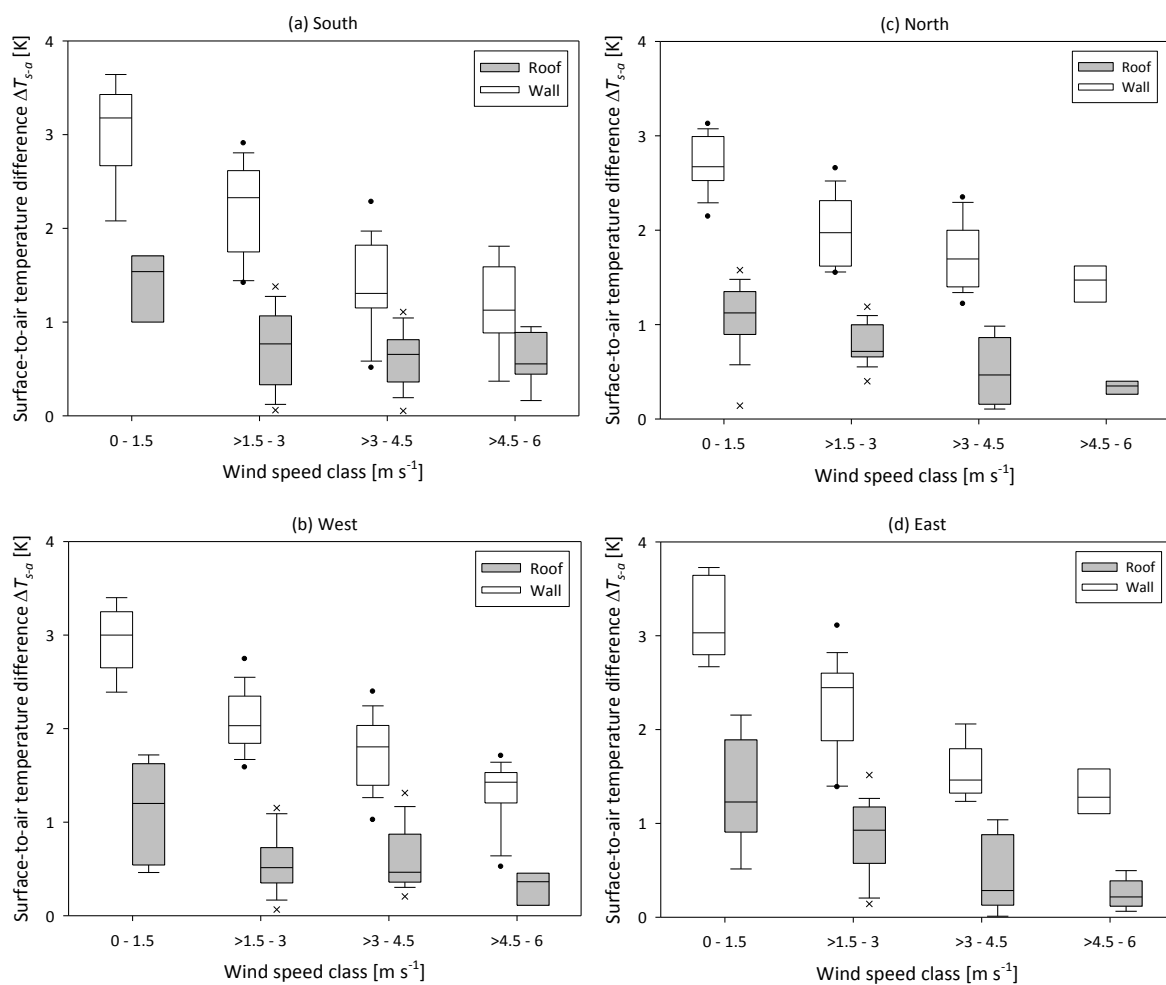 (a) South
Surface-to-air temperature difference ΔTs-a [K]
4
3
2
1
0
Roof
Wall
0 - 1.5 >1.5 - 3 >3 - 4.5 >4.5 - 6
Wind speed class [m s-1]
(c) North
Surface-to-air temperature difference ΔTs-a [K]
4
3
2
1
0
Roof
Wall
0 - 1.5 >1.5 - 3 >3 - 4.5 >4.5 - 6
Wind speed class [m s-1]
(b) West
Surface-to-air temperature difference ΔTs-a [K]
4
3
2
1
0
Roof
Wall
0 - 1.5 >1.5 - 3 >3 - 4.5 >4.5 - 6
Wind speed class [m s-1]
(d) East
Surface-to-air temperature difference ΔTs-a [K]
4
3
2
1
0
Roof
Wall
0 - 1.5 >1.5 - 3 >3 - 4.5 >4.5 - 6
Wind speed class [m s-1]